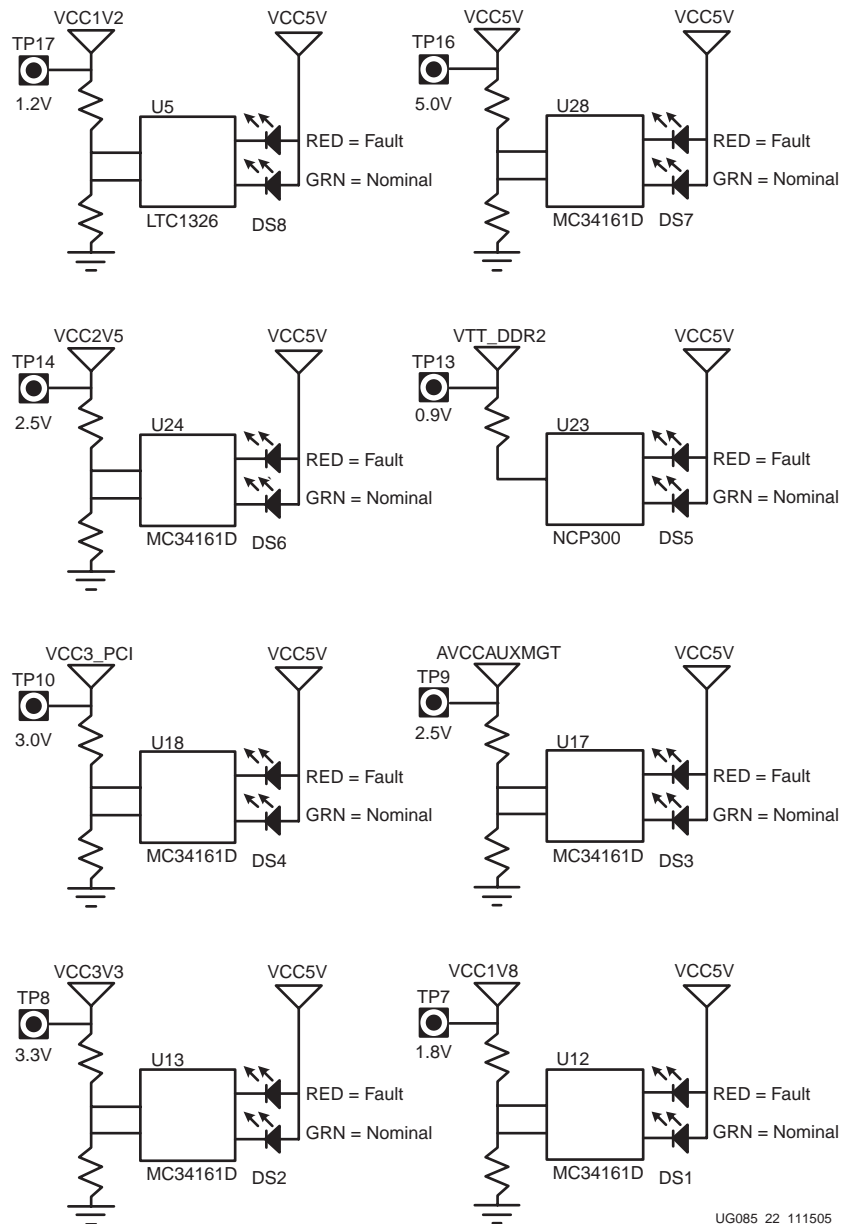 VCC1V2
VCC5V
TP17
1.2V
U5
RED = Fault
GRN = Nominal
LTC1326
DS8
VCC5V
VCC5V
TP16
5.0V
U28
RED = Fault
GRN = Nominal
MC34161D
DS7
VCC2V5
VCC5V
TP14
2.5V
U24
RED = Fault
GRN = Nominal
MC34161D
DS6
VTT_DDR2
VCC5V
TP13
0.9V
U23
RED = Fault
GRN = Nominal
NCP300
DS5
VCC3_PCI
VCC5V
TP10
3.0V
U18
RED = Fault
GRN = Nominal
MC34161D
DS4
AVCCAUXMGT
VCC5V
TP9
2.5V
U17
RED = Fault
GRN = Nominal
MC34161D
DS3
VCC3V3
VCC5V
TP8
3.3V
U13
RED = Fault
GRN = Nominal
MC34161D
DS2
VCC1V8
VCC5V
TP7
1.8V
U12
RED = Fault
GRN = Nominal
MC34161D
DS1
UG085_22_111505